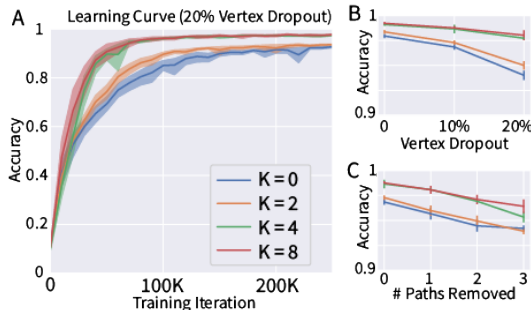 A
Learning Curve (20% Vertex Dropout)
1
0.8
0.6
0.4
0.2
0
Accuracy
100K
200K
Training Iteration
K = 0
K = 2
K = 4
K = 8
B
1
0.9
Accuracy
0
10%
20%
Vertex Dropout
C
1
0.9
Accuracy
0
1
2
3
# Paths Removed